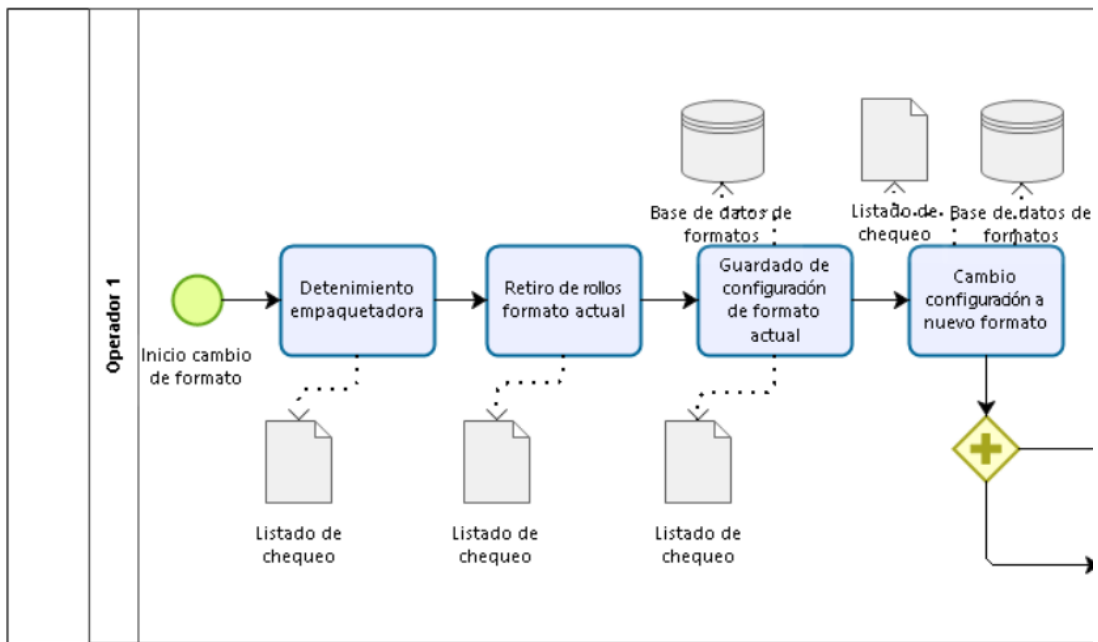 Operador 1
Inicio cambio
de formato
Detenimiento
empaquetadora
Listado de
chequeo
Retiro de rollos
formato actual
Listado de
chequeo
Base de datos de
formatos
Guardado de
configuración
de formato
actual
Listado de
chequeo
Listado de
chequeo
Base de datos de
formatos
Cambio
configuración a
nuevo formato